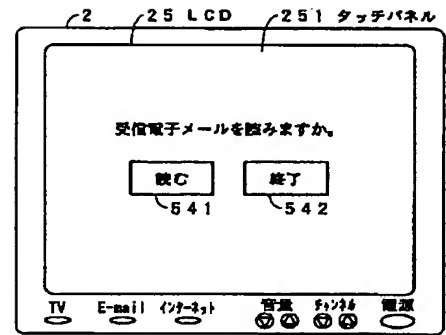 2 25 LCD 251 タッチパネル
受信電子メールを読みますか。
読む 終了
541 542
TV E-mail インターネット 音量 チャンネル 電源
▽ △ ▽ △